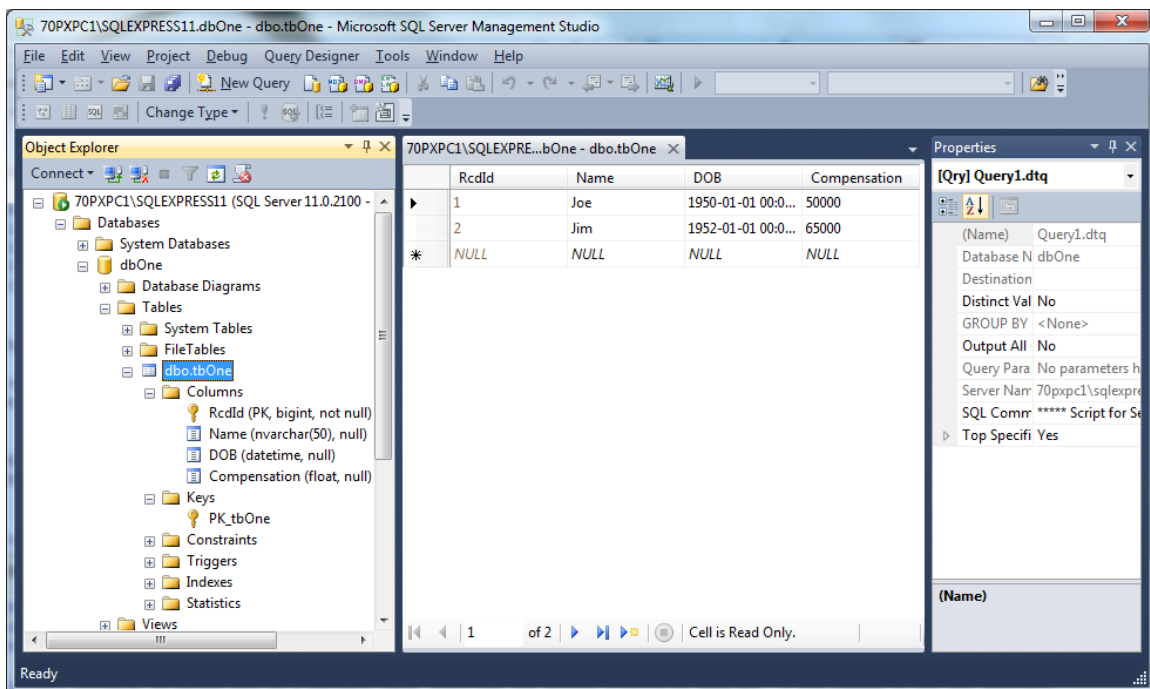 70PXPC1\SQLEXPRESS11.dbOne - dbo.tbOne - Microsoft SQL Server Management Studio
File Edit View Project Debug Query Designer Tools Window Help
New Query
Change Type
Object Explorer
Connect
70PXPC1\SQLEXPRESS11 (SQL Server 11.0.2100 -
Databases
System Databases
dbOne
Database Diagrams
Tables
System Tables
FileTables
dbo.tbOne
Columns
RcdId (PK, bigint, not null)
Name (nvarchar(50), null)
DOB (datetime, null)
Compensation (float, null)
Keys
PK_tbOne
Constraints
Triggers
Indexes
Statistics
Views
70PXPC1\SQLEXPRE...bOne - dbo.tbOne
RcdId Name DOB Compensation
1 Joe 1950-01-01 00:0... 50000
2 Jim 1952-01-01 00:0... 65000
NULL NULL NULL NULL
1 of 2 Cell is Read Only.
Properties
[Qry] Query1.dtq
(Name) Query1.dtq
Database N dbOne
Destination
Distinct Val No
GROUP BY <None>
Output All No
Query Para No parameters h
Server Nam 70pxpc1\sqlexpre
SQL Comm ***** Script for Se
Top Specifi Yes
(Name)
Ready